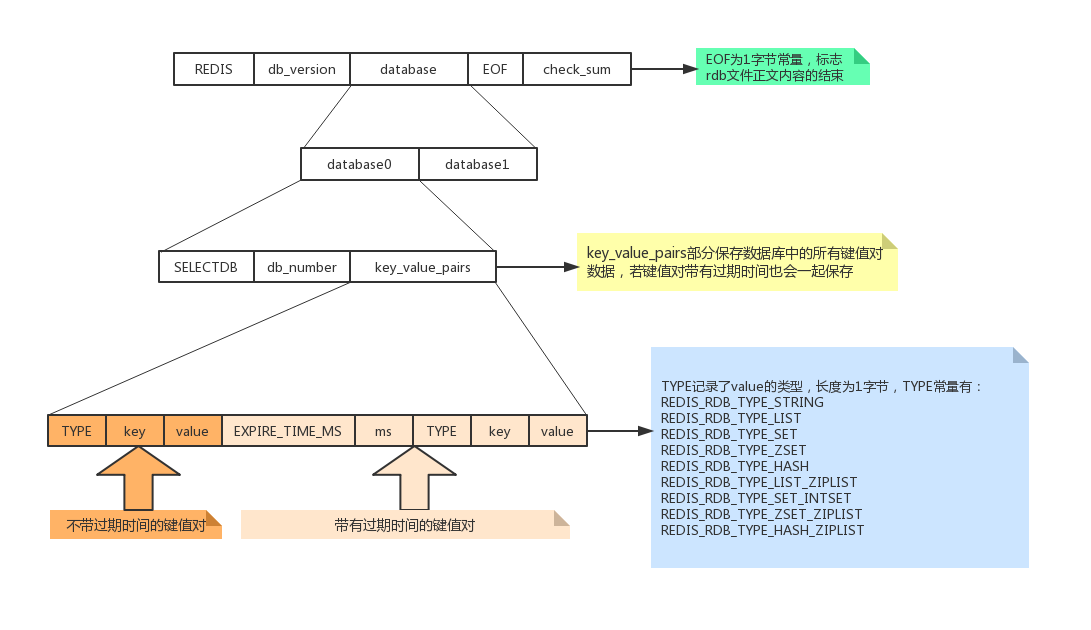 REDIS db_version database EOF check_sum
EOF为1字节常量，标志
rdb文件正文内容的结束
database0 database1
SELECTDB db_number key_value_pairs
key_value_pairs部分保存数据库中的所有键值对
数据，若键值对带有过期时间也会一起保存
TYPE key value EXPIRE_TIME_MS ms TYPE key value
TYPE记录了value的类型，长度为1字节，TYPE常量有：
REDIS_RDB_TYPE_STRING
REDIS_RDB_TYPE_LIST
REDIS_RDB_TYPE_SET
REDIS_RDB_TYPE_ZSET
REDIS_RDB_TYPE_HASH
REDIS_RDB_TYPE_LIST_ZIPLIST
REDIS_RDB_TYPE_SET_INTSET
REDIS_RDB_TYPE_ZSET_ZIPLIST
REDIS_RDB_TYPE_HASH_ZIPLIST
不带过期时间的键值对
带有过期时间的键值对